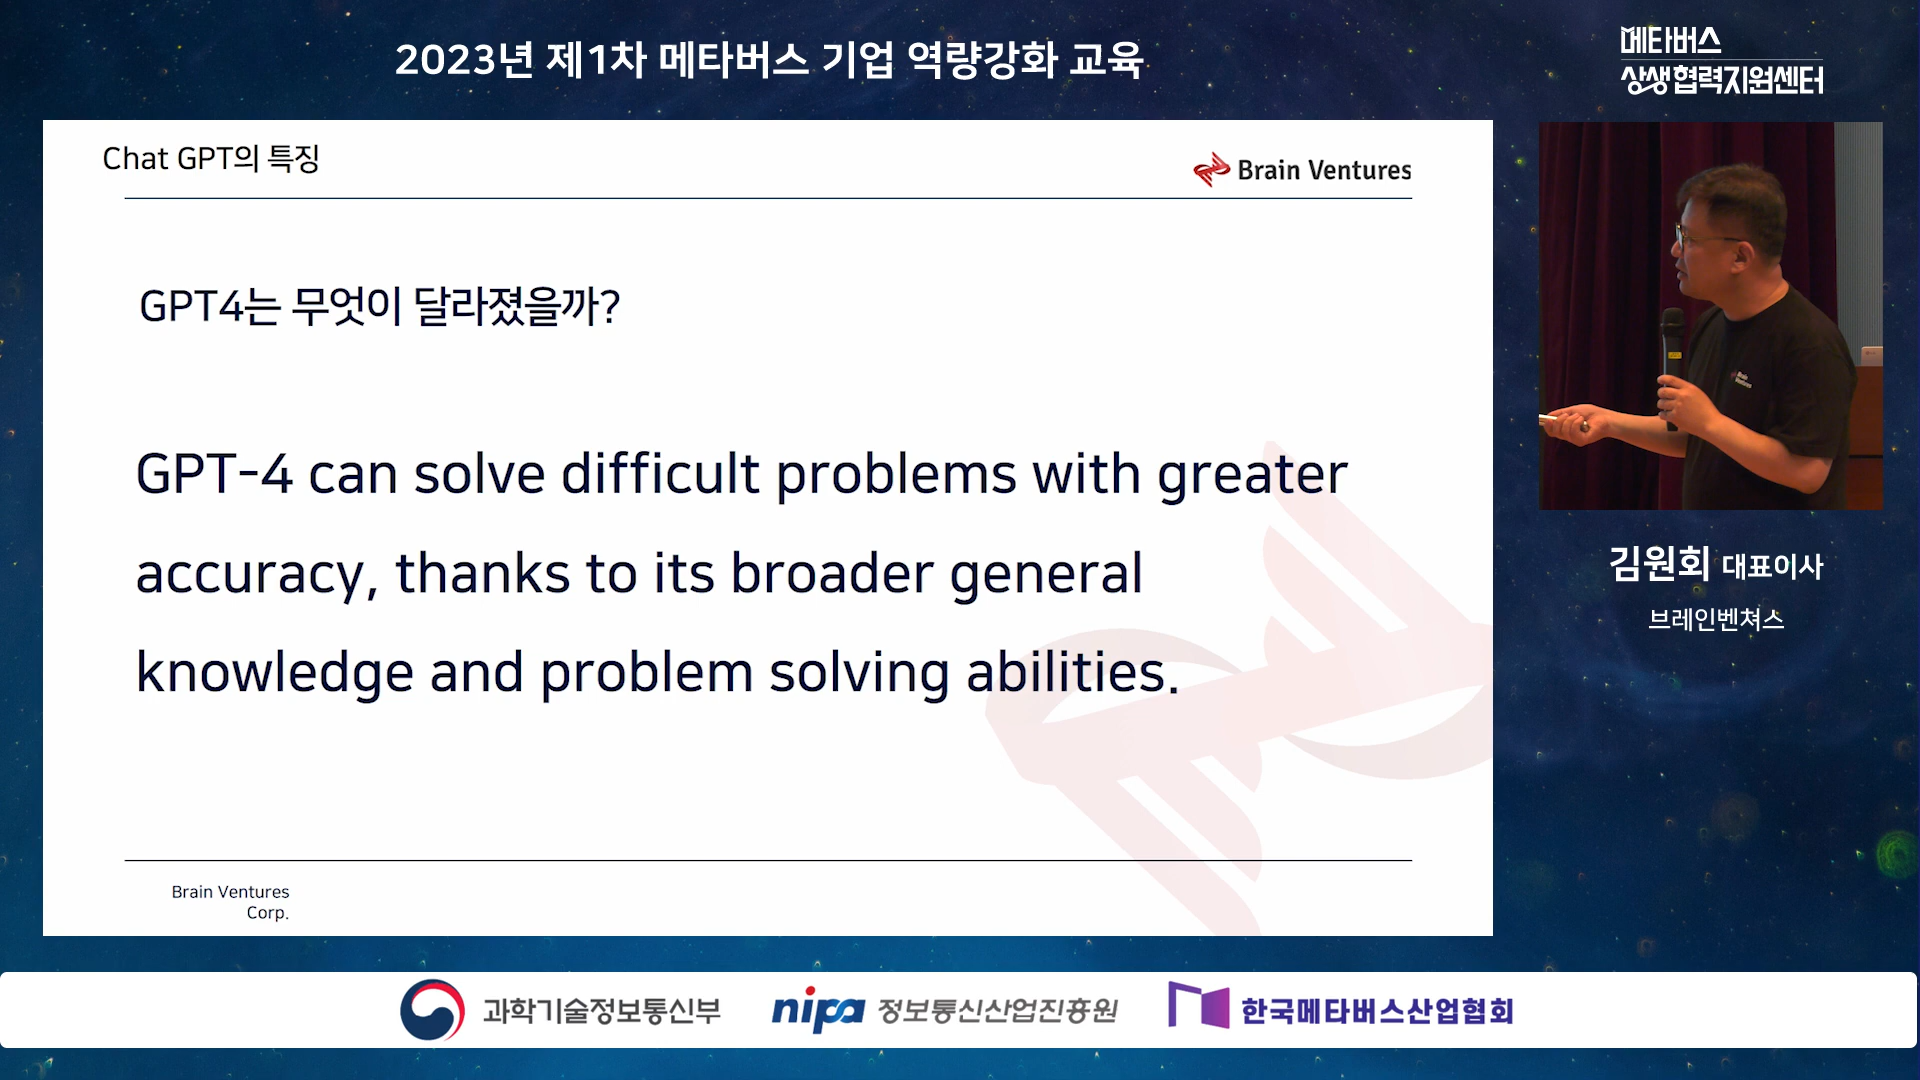 2023년 제1차 메타버스 기업 역량강화 교육
메타버스
상생협력지원센터
Chat GPT의 특징
Brain Ventures
GPT4는 무엇이 달라졌을까?
GPT-4 can solve difficult problems with greater
accuracy, thanks to its broader general
knowledge and problem solving abilities.
Brain Ventures
Corp.
Brain
Ventures
김원회 대표이사
브레인벤쳐스
과학기술정보통신부
nipa 정보통신산업진흥원
한국메타버스산업협회